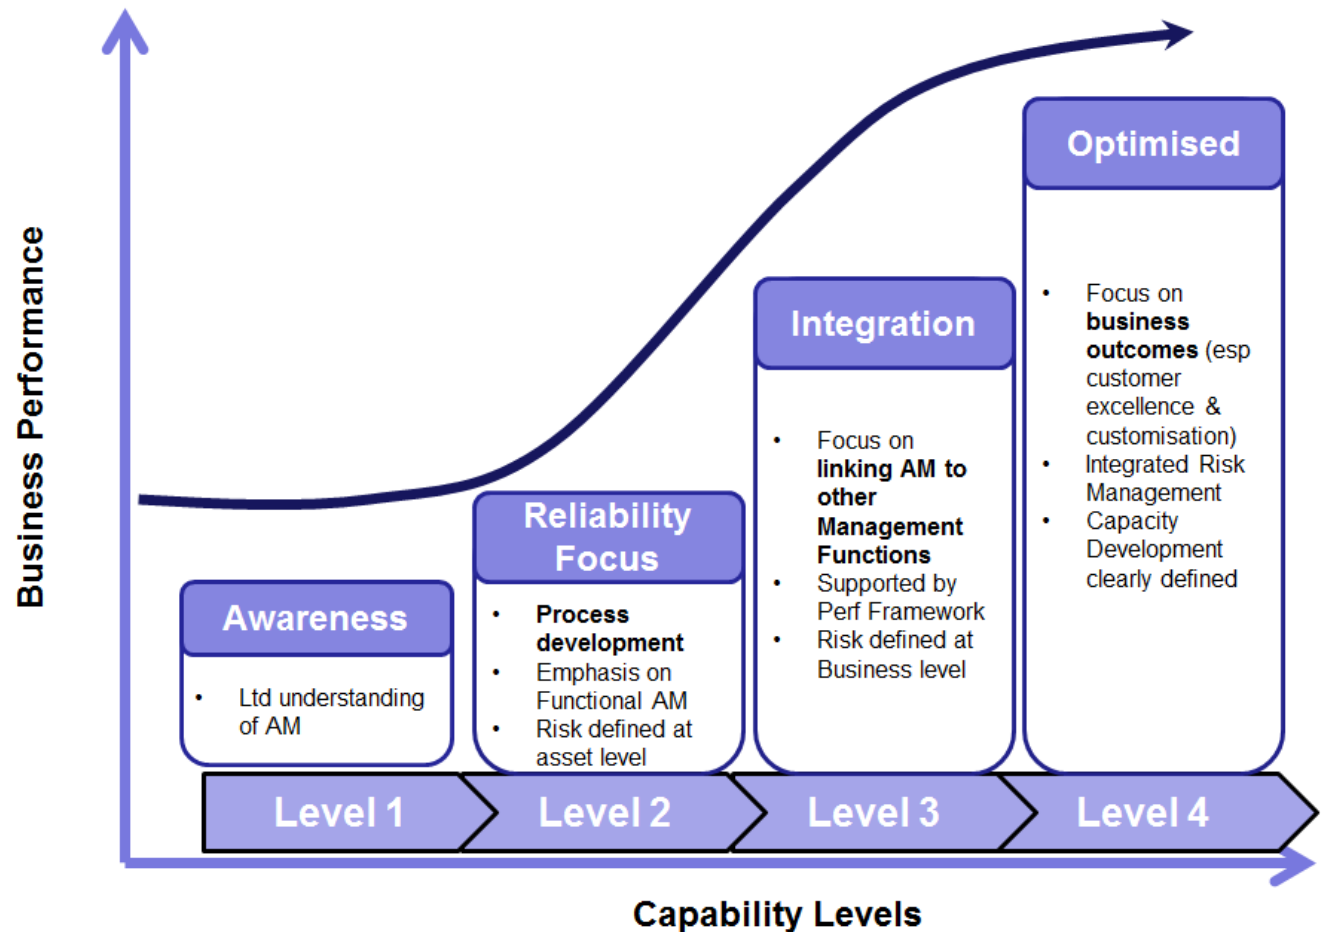 Business Performance
Awareness
• Ltd understanding
of AM
Reliability
Focus
• Process
development
• Emphasis on
Functional AM
• Risk defined at
asset level
Integration
• Focus on
linking AM to
other
Management
Functions
• Supported by
Perf Framework
• Risk defined at
Business level
Optimised
• Focus on
business
outcomes (esp
customer
excellence &
customisation)
• Integrated Risk
Management
• Capacity
Development
clearly defined
Level 1
Level 2
Level 3
Level 4
Capability Levels